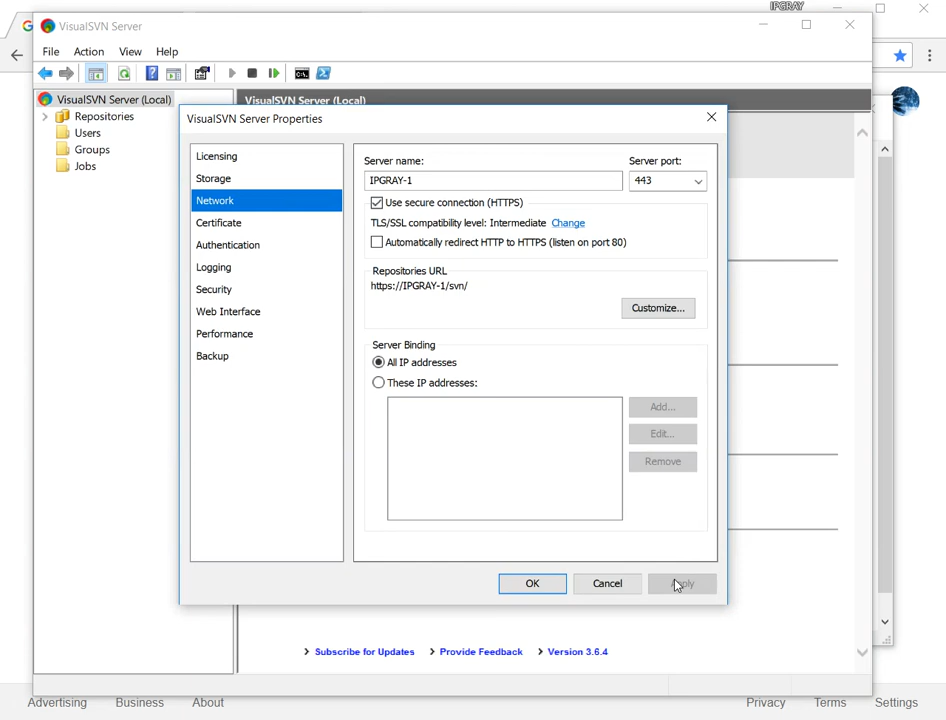 IPGRAY
VisualSVN Server
File Action View Help
VisualSVN Server (Local)
Repositories
Users
Groups
Jobs
VisualSVN Server (Local)
VisualSVN Server Properties
Licensing
Storage
Network
Certificate
Authentication
Logging
Security
Web Interface
Performance
Backup
Server name:
Server port:
IPGRAY-1
443
Use secure connection (HTTPS)
TLS/SSL compatibility level: Intermediate Change
Automatically redirect HTTP to HTTPS (listen on port 80)
Repositories URL
https://IPGRAY-1/svn/
Customize...
Server Binding
All IP addresses
These IP addresses:
Add...
Edit...
Remove
OK
Cancel
Apply
Subscribe for Updates
Provide Feedback
Version 3.6.4
Advertising
Business
About
Privacy
Terms
Settings